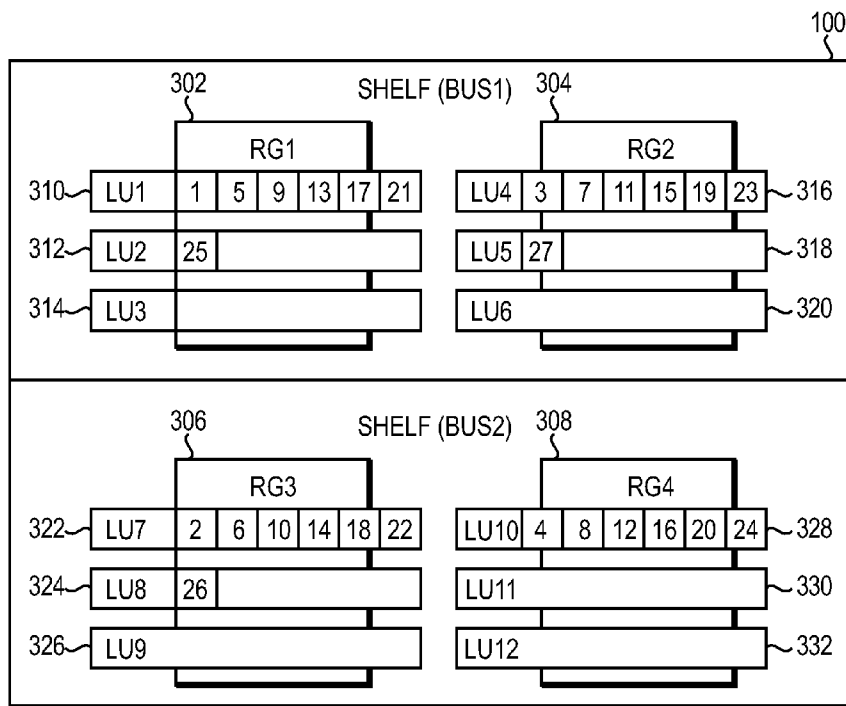 100
302 SHELF (BUS1) 304
RG1 RG2
310 LU1 1 5 9 13 17 21 LU4 3 7 11 15 19 23 316
312 LU2 25 LU5 27 318
314 LU3 LU6 320
306 SHELF (BUS2) 308
RG3 RG4
322 LU7 2 6 10 14 18 22 LU10 4 8 12 16 20 24 328
324 LU8 26 LU11 330
326 LU9 LU12 332